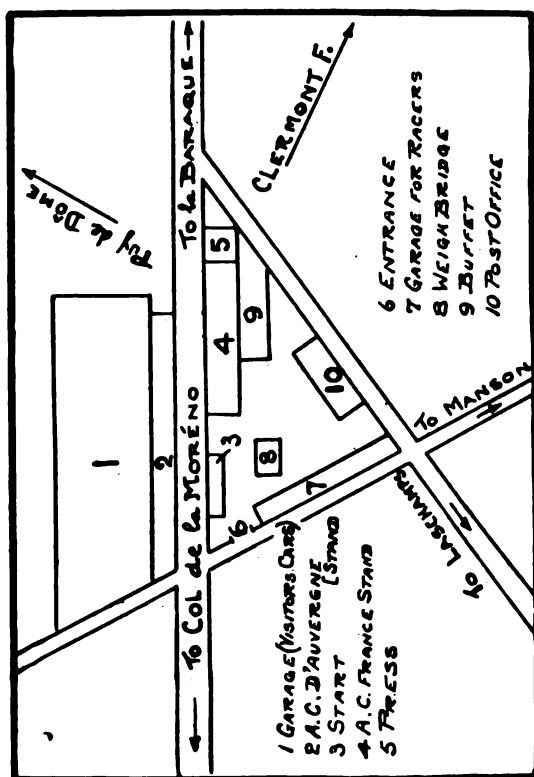 Puy de Dôme
To la BARAQUE
CLERMONT F.
To Col de la MORÉNO
1
2
3
4
5
6
7
8
9
10
To MANSON
To LASCHAMPS
1 GARAGE (VISITORS CARS)
2 A.C. D'AUVERGNE
[STAND
3 START
4 A.C. FRANCE STAND
5 PRESS
6 ENTRANCE
7 GARAGE FOR RACERS
8 WEIGH BRIDGE
9 BUFFET
10 POST OFFICE